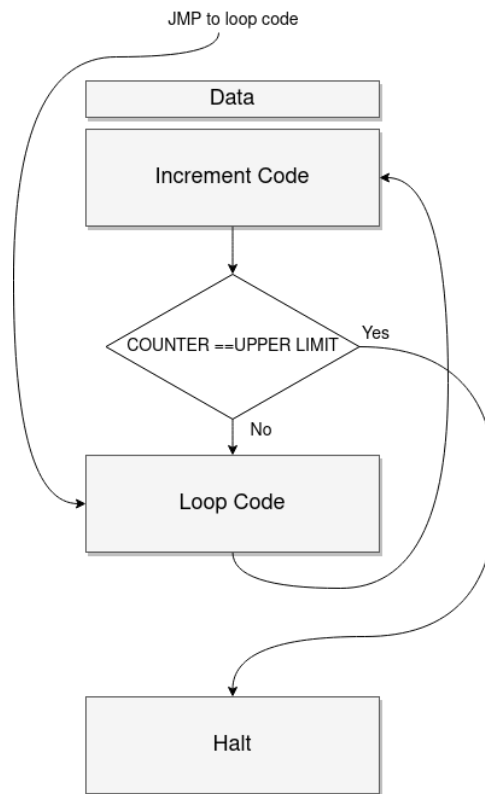 JMP to loop code
Data
Increment Code
COUNTER ==UPPER LIMIT
Yes
No
Loop Code
Halt